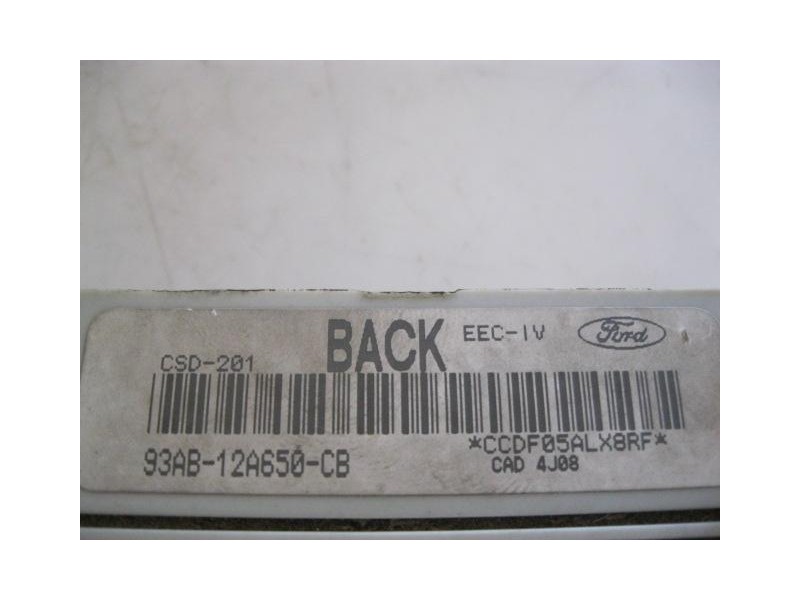 BACK EEC-IV Ford
CSD-201
*CCDF05ALX8RF*
93AB-12A650-CB CAD 4J08